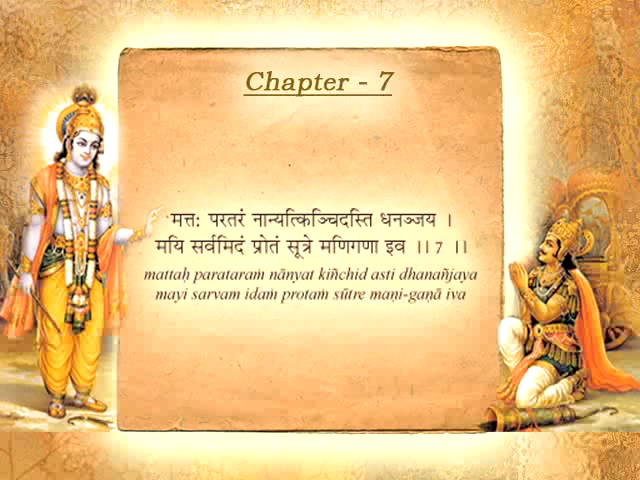 Chapter - 7
मत्तः परतरं नान्यत्किञ्चिदस्ति धनञ्जय ।
मयि सर्वमिदं प्रोतं सूत्रे मणिगणा इव ।। 7 ।।
mattaḥ parataraṁ nānyat kiñchid asti dhanañjaya
mayi sarvam idaṁ protaṁ sūtre maṇi-gaṇā iva